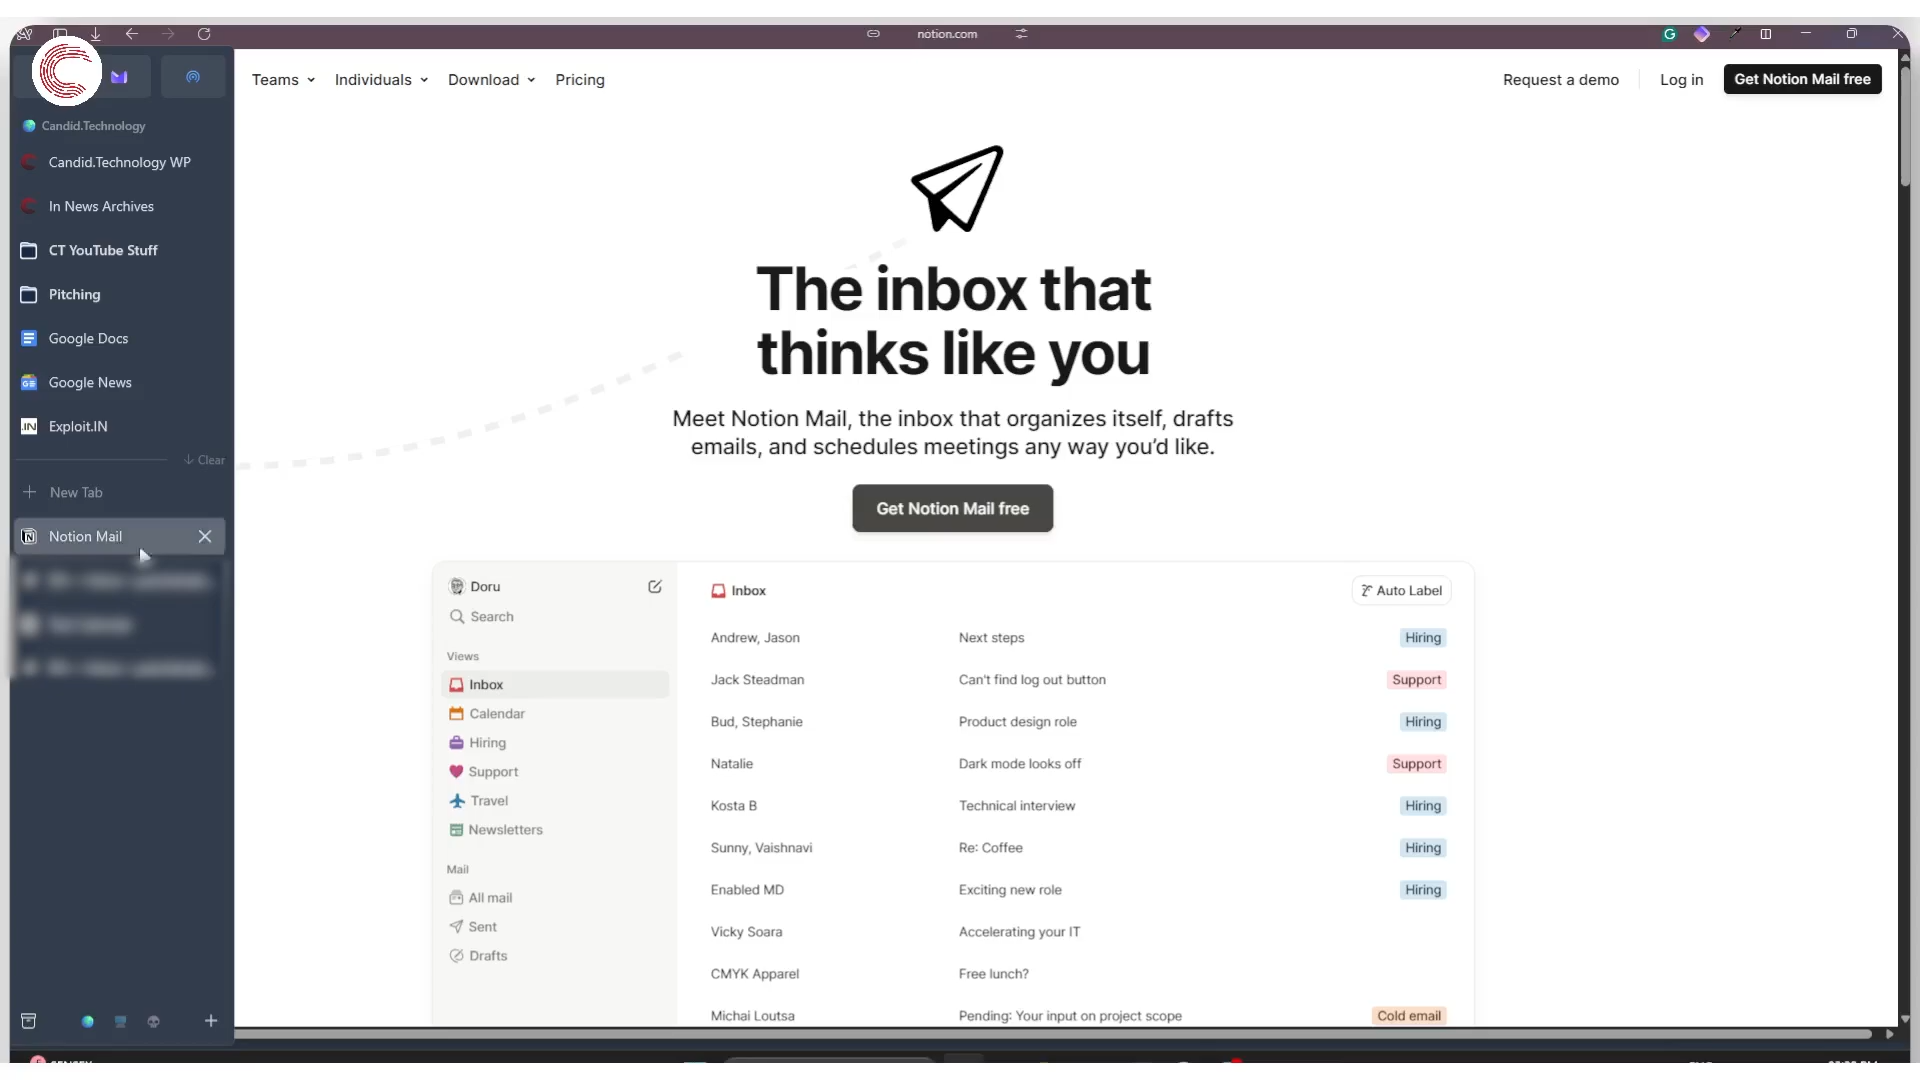 notion.com
Teams
Individuals
Download
Pricing
Request a demo
Log in
Get Notion Mail free
Candid.Technology
Candid.Technology WP
In News Archives
CT YouTube Stuff
Pitching
Google Docs
Google News
Exploit.IN
Clear
New Tab
Notion Mail
The inbox that
thinks like you
Meet Notion Mail, the inbox that organizes itself, drafts
emails, and schedules meetings any way you’d like.
Get Notion Mail free
Doru
Search
Views
Inbox
Calendar
Hiring
Support
Travel
Newsletters
Mail
All mail
Sent
Drafts
Inbox
Auto Label
Andrew, Jason Next steps Hiring
Jack Steadman Can't find log out button Support
Bud, Stephanie Product design role Hiring
Natalie Dark mode looks off Support
Kosta B Technical interview Hiring
Sunny, Vaishnavi Re: Coffee Hiring
Enabled MD Exciting new role Hiring
Vicky Soara Accelerating your IT
CMYK Apparel Free lunch?
Michai Loutsa Pending: Your input on project scope Cold email